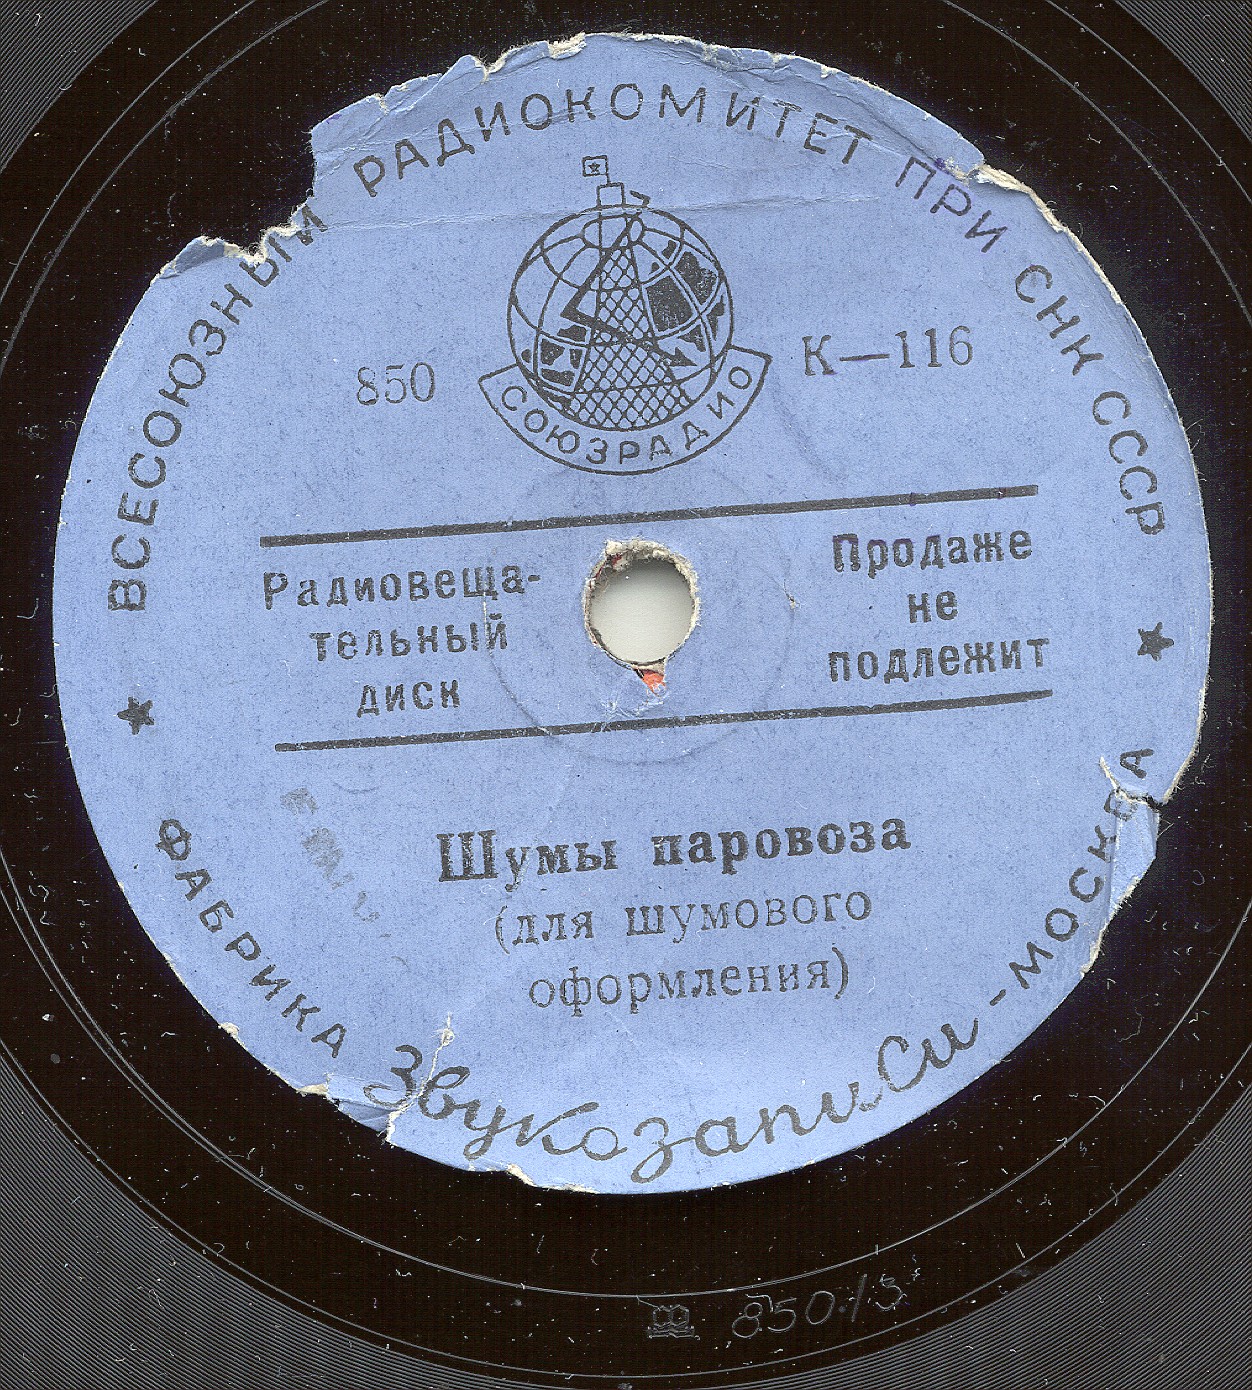 ВСЕСОЮЗНЫЙ РАДИОКОМИТЕТ ПРИ СНК СССР
850
К—116
СОЮЗРАДИО
Радиовеща-
тельный
диск
Продаже
не
подлежит
Шумы паровоза
(для шумового
оформления)
ФАБРИКА Звукозаписи - МОСКВА
850/3